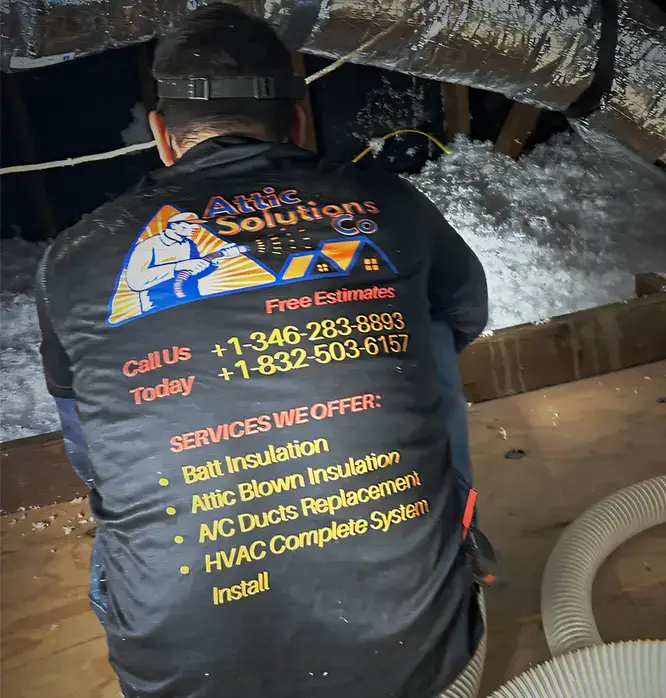 Attic
Solutions
Co
Free Estimates
Call Us +1-346-283-8893
Today +1-832-503-6157
SERVICES WE OFFER:
• Batt Insulation
• Attic Blown Insulation
• A/C Ducts Replacement
• HVAC Complete System
Install